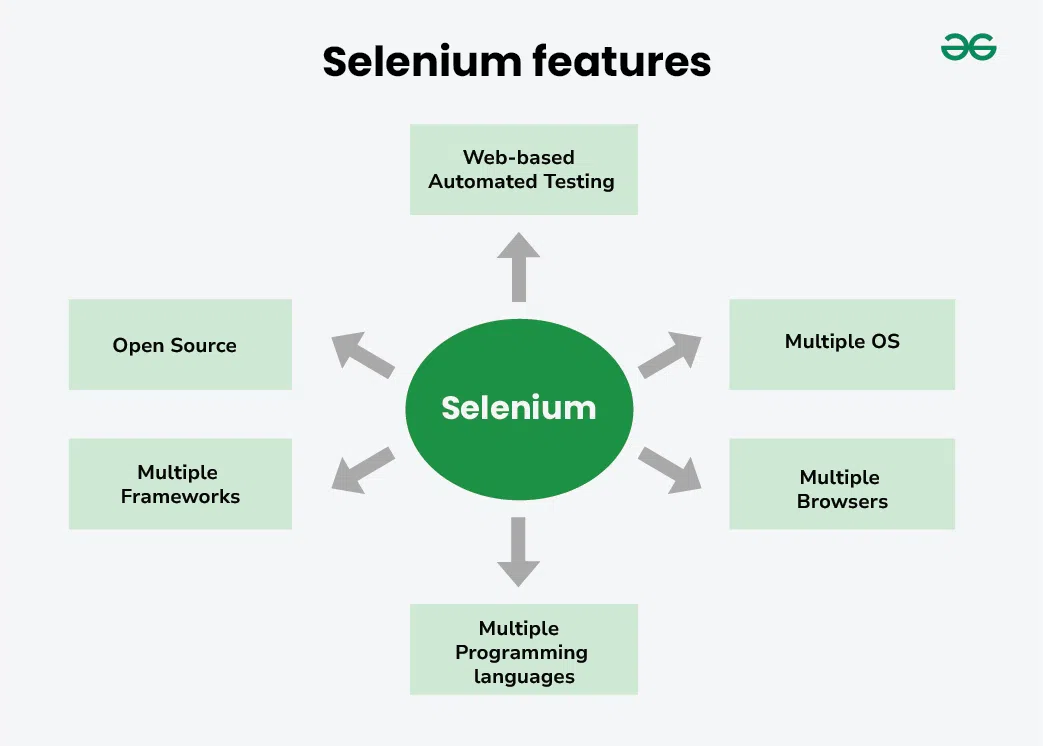 Selenium features
Web-based
Automated Testing
Open Source
Multiple OS
Selenium
Multiple
Frameworks
Multiple
Browsers
Multiple
Programming
languages